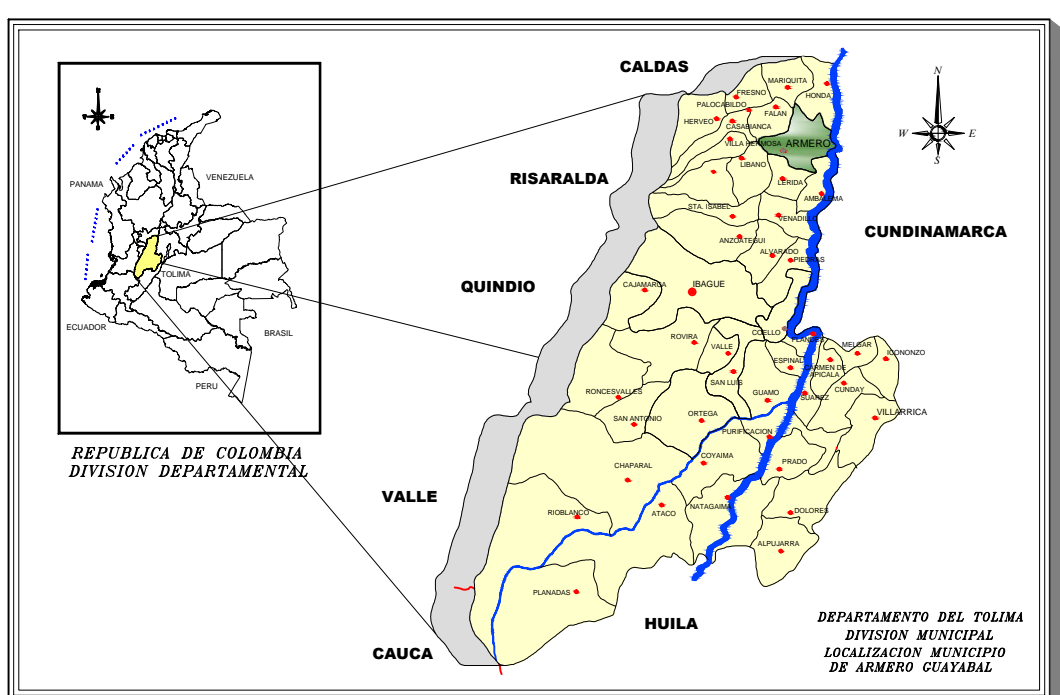 CALDAS
RISARALDA
QUINDIO
VALLE
CAUCA
HUILA
CUNDINAMARCA
N
W
E
S
PANAMA
VENEZUELA
TOLIMA
ECUADOR
BRASIL
PERU
REPUBLICA DE COLOMBIA
DIVISION DEPARTAMENTAL
MARIQUITA
HONDA
FRESNO
PALOCABILDO
FALAN
HERVEO
CASABIANCA
VILLA HERMOSA
ARMERO
LIBANO
LERIDA
AMBALEMA
STA. ISABEL
VENADILLO
ANZOATEGUI
ALVARADO
PIEDRAS
CAJAMARCA
IBAGUE
COELLO
FLANDES
ROVIRA
VALLE
MELGAR
ICONONZO
ESPINAL
CARMEN DE
APICALA
SAN LUIS
CUNDAY
RONCESVALLES
GUAMO
SUAREZ
SAN ANTONIO
ORTEGA
VILLARRICA
PURIFICACION
COYAIMA
PRADO
CHAPARAL
NATAGAIMA
RIOBLANCO
ATACO
DOLORES
ALPUJARRA
PLANADAS
DEPARTAMENTO DEL TOLIMA
DIVISION MUNICIPAL
LOCALIZACION MUNICIPIO
DE ARMERO GUAYABAL